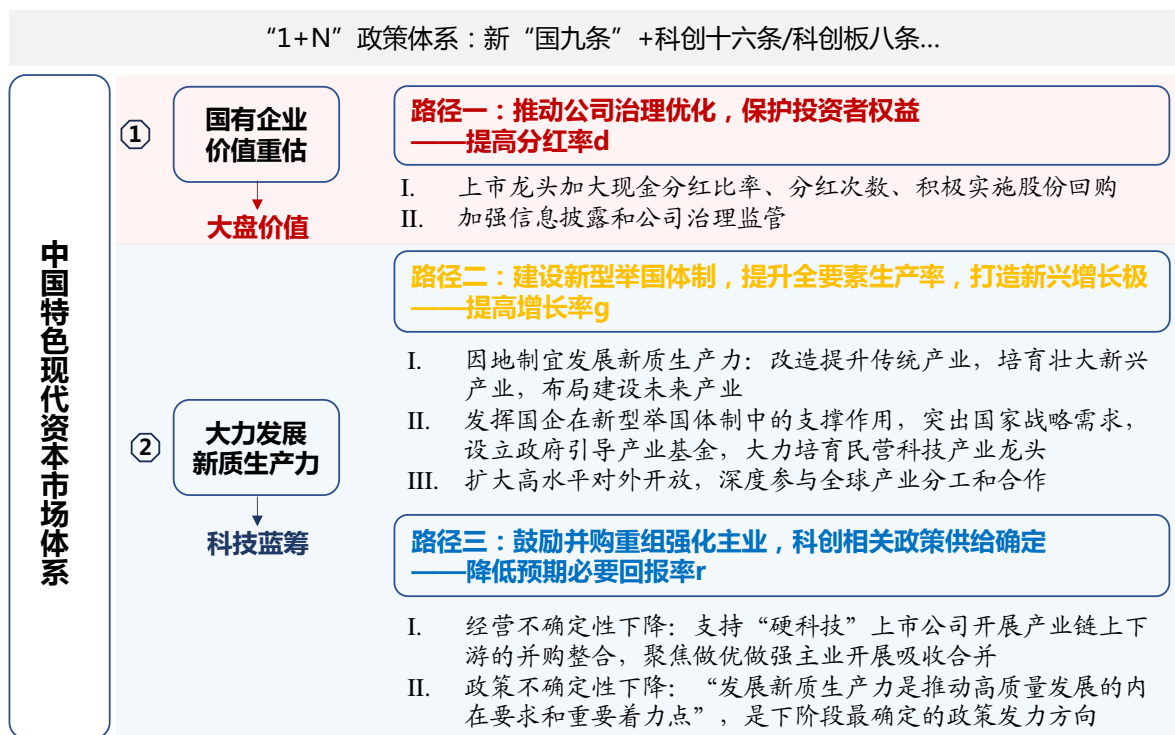 “1+N”政策体系：新“国九条”+科创十六条/科创板八条...
中国特色现代资本市场体系
①
国有企业
价值重估
大盘价值
路径一：推动公司治理优化，保护投资者权益
——提高分红率d
I. 上市龙头加大现金分红比率、分红次数、积极实施股份回购
II. 加强信息披露和公司治理监管
②
大力发展
新质生产力
科技蓝筹
路径二：建设新型举国体制，提升全要素生产率，打造新兴增长极
——提高增长率g
I. 因地制宜发展新质生产力：改造提升传统产业，培育壮大新兴
产业，布局建设未来产业
II. 发挥国企在新型举国体制中的支撑作用，突出国家战略需求，
设立政府引导产业基金，大力培育民营科技产业龙头
III. 扩大高水平对外开放，深度参与全球产业分工和合作
路径三：鼓励并购重组强化主业，科创相关政策供给确定
——降低预期必要回报率r
I. 经营不确定性下降：支持“硬科技”上市公司开展产业链上下
游的并购整合，聚焦做优做强主业开展吸收合并
II. 政策不确定性下降：“发展新质生产力是推动高质量发展的内
在要求和重要着力点”，是下阶段最确定的政策发力方向